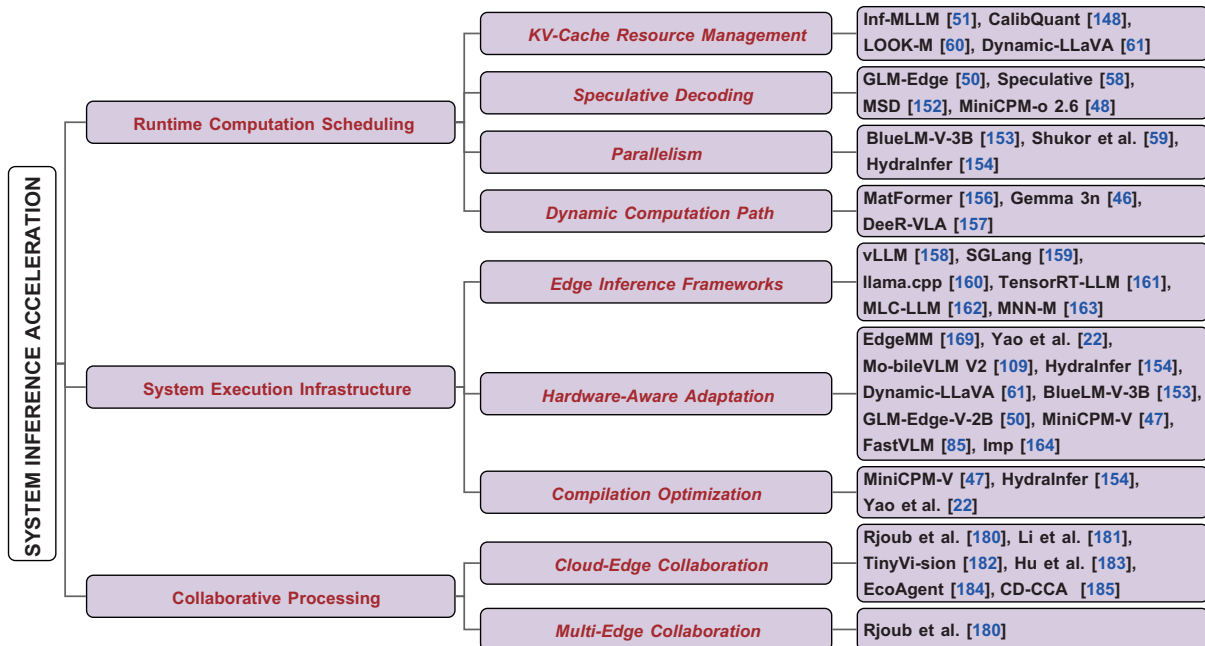 SYSTEM INFERENCE ACCELERATION
Runtime Computation Scheduling
KV-Cache Resource Management
Inf-MLLM [51], CalibQuant [148],
LOOK-M [60], Dynamic-LLaVA [61]
Speculative Decoding
GLM-Edge [50], Speculative [58],
MSD [152], MiniCPM-o 2.6 [48]
Parallelism
BlueLM-V-3B [153], Shukor et al. [59],
HydraInfer [154]
Dynamic Computation Path
MatFormer [156], Gemma 3n [46],
DeeR-VLA [157]
System Execution Infrastructure
Edge Inference Frameworks
vLLM [158], SGLang [159],
llama.cpp [160], TensorRT-LLM [161],
MLC-LLM [162], MNN-M [163]
Hardware-Aware Adaptation
EdgeMM [169], Yao et al. [22],
Mo-bileVLM V2 [109], HydraInfer [154],
Dynamic-LLaVA [61], BlueLM-V-3B [153],
GLM-Edge-V-2B [50], MiniCPM-V [47],
FastVLM [85], Imp [164]
Compilation Optimization
MiniCPM-V [47], HydraInfer [154],
Yao et al. [22]
Collaborative Processing
Cloud-Edge Collaboration
Rjoub et al. [180], Li et al. [181],
TinyVi-sion [182], Hu et al. [183],
EcoAgent [184], CD-CCA [185]
Multi-Edge Collaboration
Rjoub et al. [180]